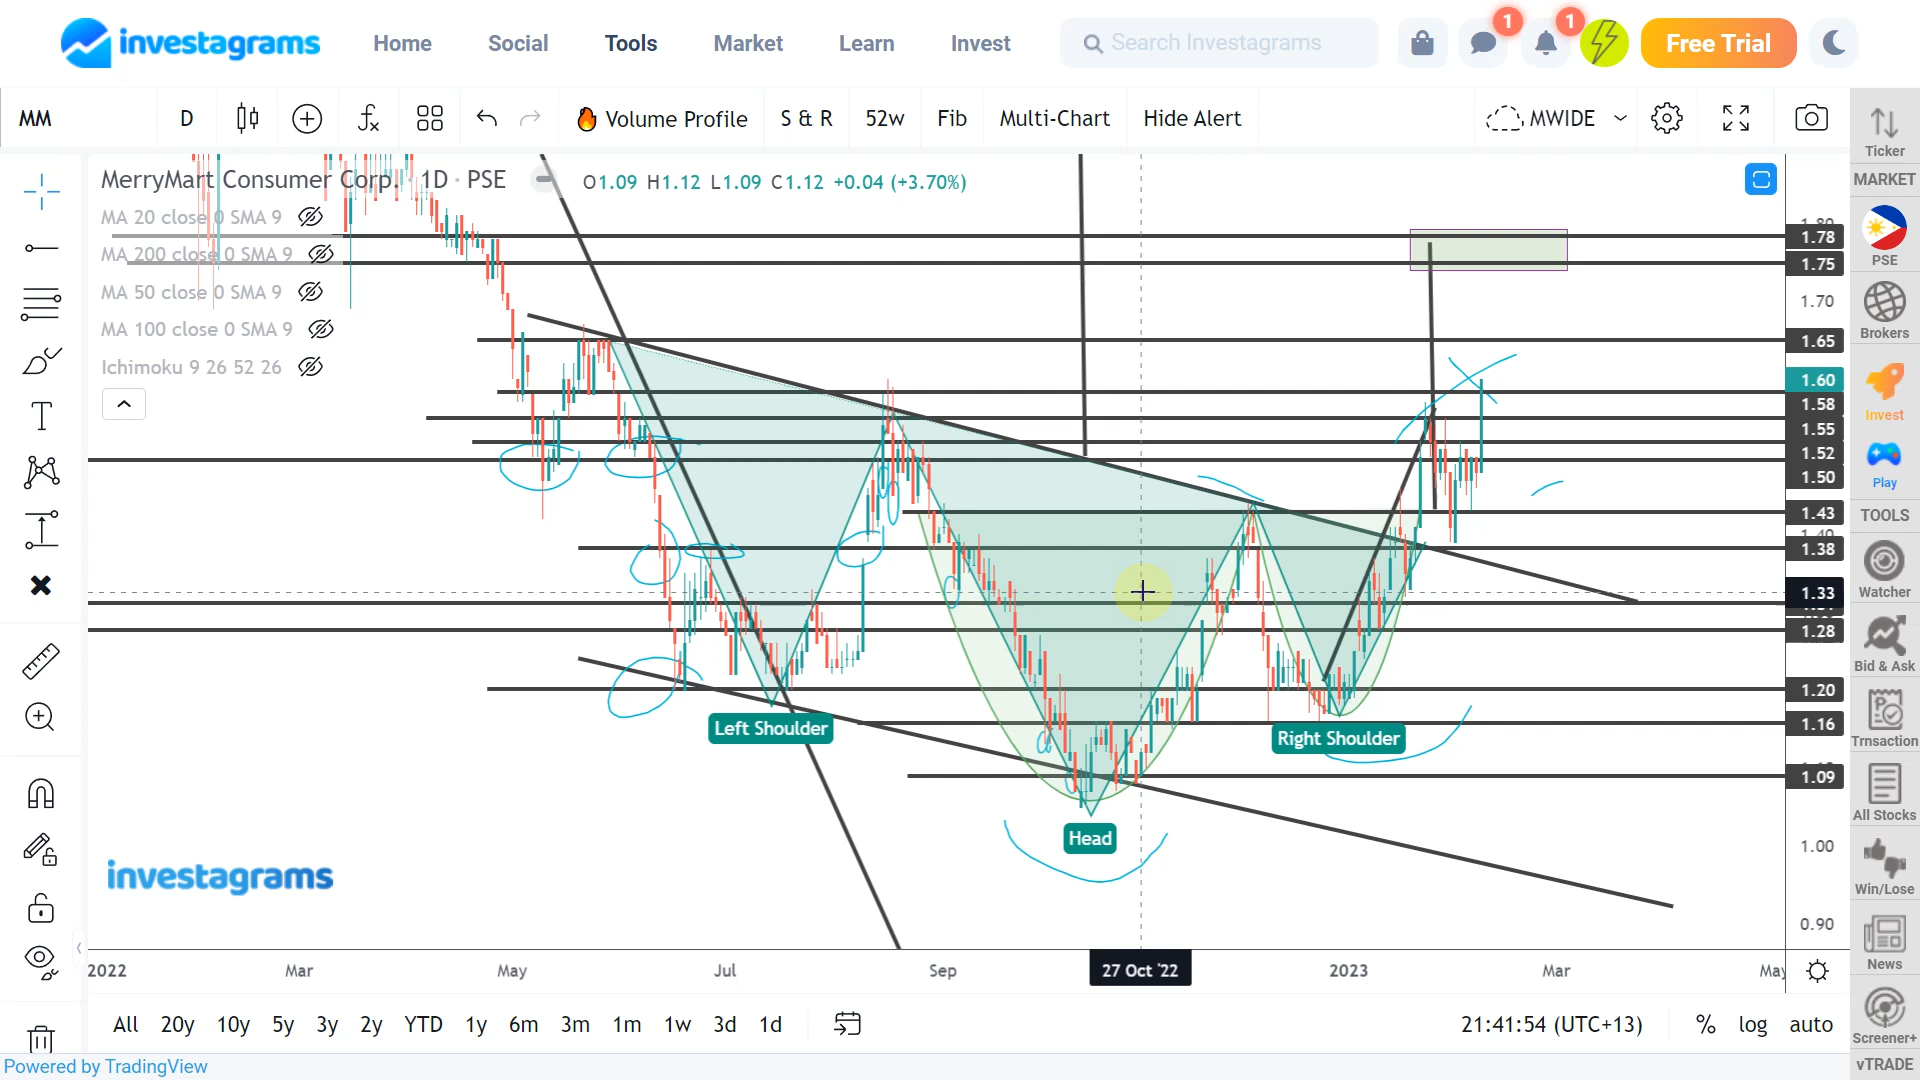 investagrams
Home Social Tools Market Learn Invest
Search Investagrams
1 1
Free Trial
MM D Volume Profile S & R 52w Fib Multi-Chart Hide Alert MWIDE
Ticker
MerryMart Consumer Corp. · 1D · PSE O1.09 H1.12 L1.09 C1.12 +0.04 (+3.70%)
MARKET
MA 20 close 0 SMA 9
MA 200 close 0 SMA 9
MA 50 close 0 SMA 9
MA 100 close 0 SMA 9
Ichimoku 9 26 52 26
1.80
1.78
1.75
1.70
1.65
1.60
1.58
1.55
1.52
1.50
1.43
1.40
1.38
1.33
1.28
1.20
1.16
1.09
1.00
0.90
Left Shoulder
Right Shoulder
Head
investagrams
2022 Mar May Jul Sep 27 Oct '22 2023 Mar May
All 20y 10y 5y 3y 2y YTD 1y 6m 3m 1m 1w 3d 1d
21:41:54 (UTC+13) % log auto
Powered by TradingView
PSE
Brokers
Invest
Play
TOOLS
Watcher
Bid & Ask
Trnsaction
All Stocks
Win/Lose
News
Screener+
vTRADE